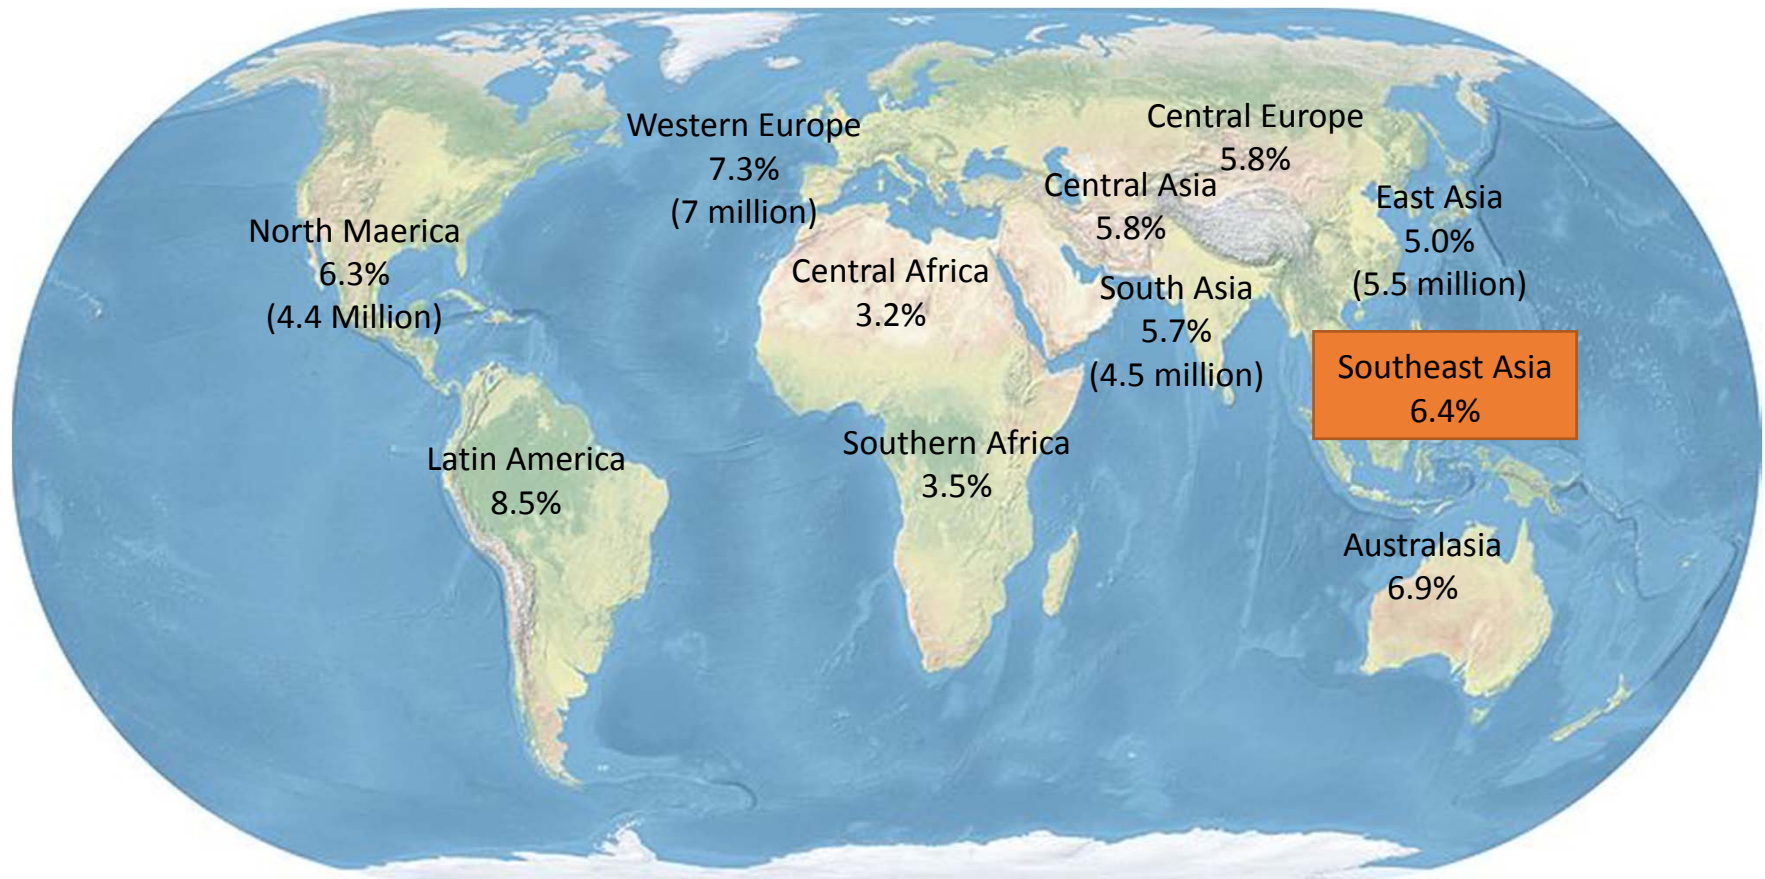 Western Europe
7.3%
(7 million)
Central Europe
5.8%
Central Asia
5.8%
East Asia
5.0%
(5.5 million)
North Maerica
6.3%
(4.4 Million)
Central Africa
3.2%
South Asia
5.7%
(4.5 million)
Southeast Asia
6.4%
Latin America
8.5%
Southern Africa
3.5%
Australasia
6.9%